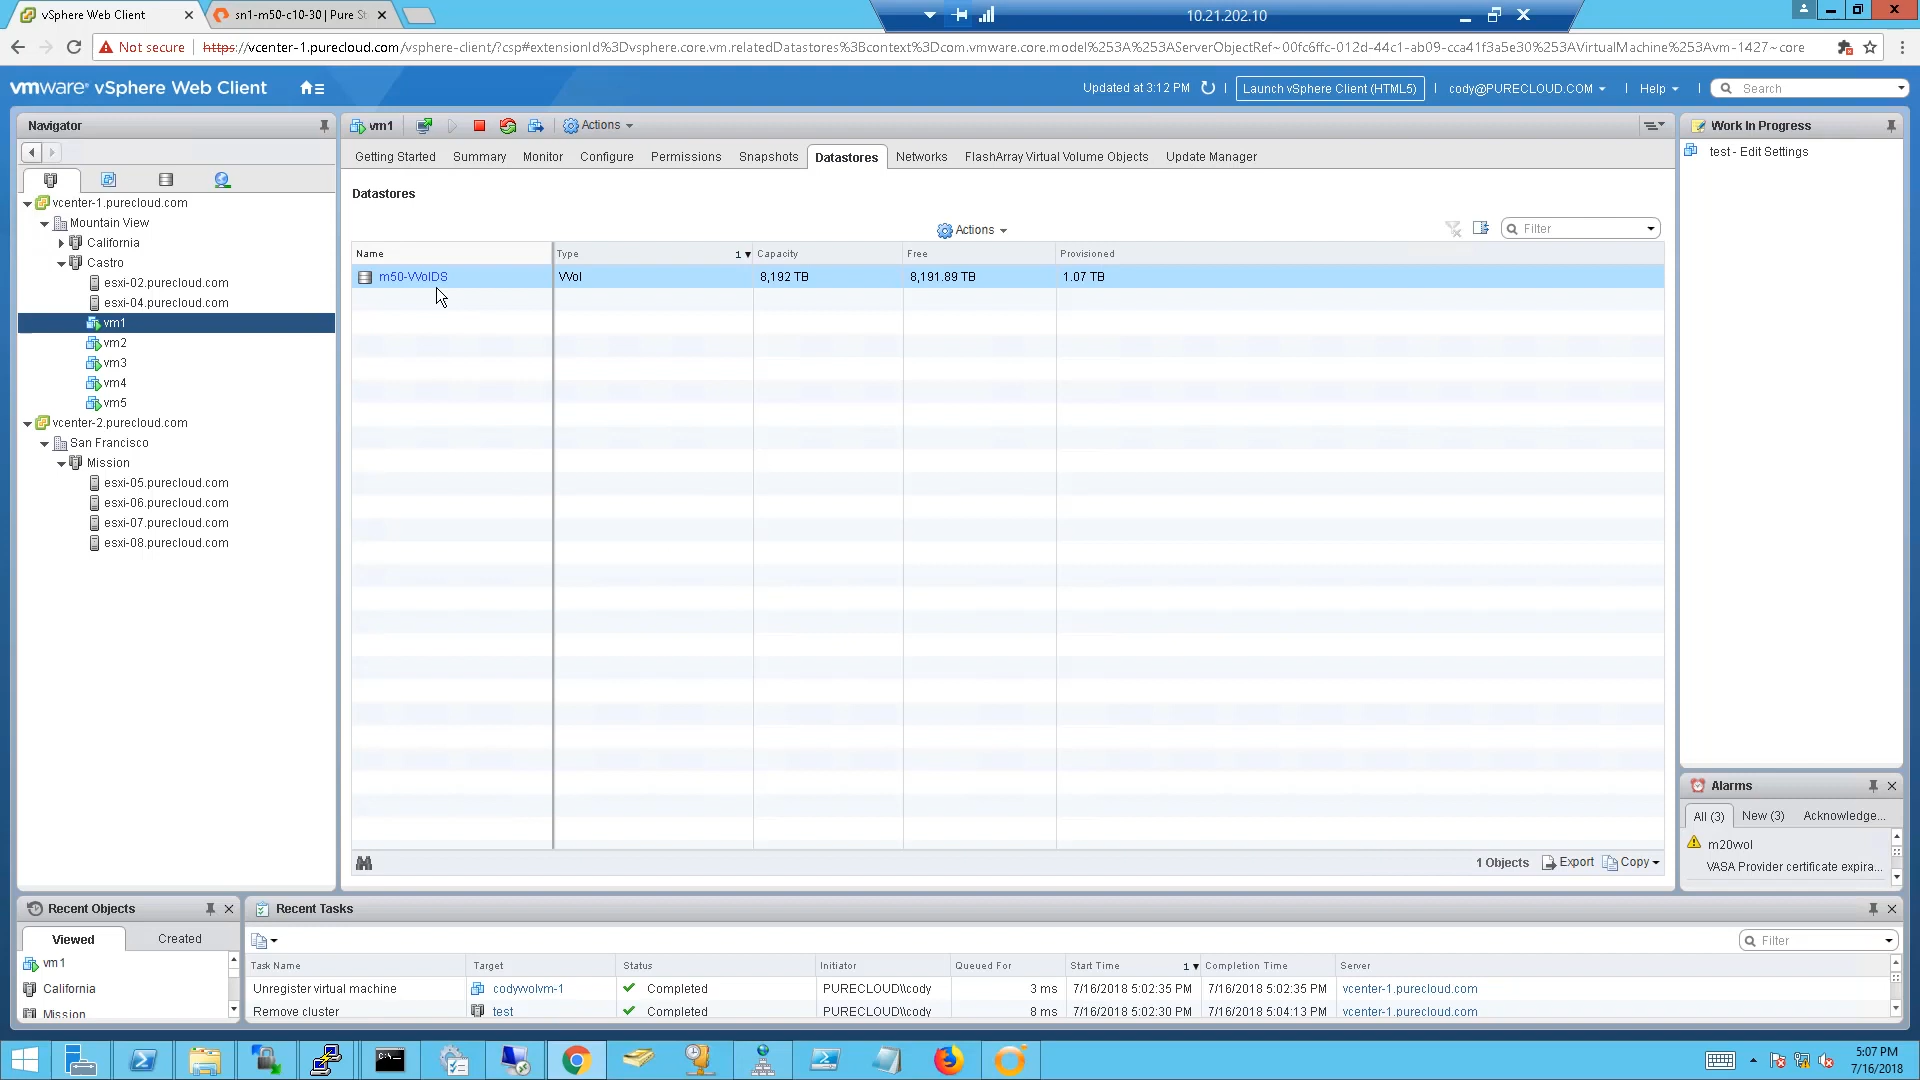 vSphere Web Client
sn1-m50-c10-30 | Pure St
10.21.202.10
Not secure
https://vcenter-1.purecloud.com/vsphere-client/?csp#extensionId%3Dvsphere.core.vm.relatedDatastores%3Bcontext%3Dcom.vmware.core.model%253A%253AServerObjectRef~00fc6ffc-012d-44c1-ab09-cca41f3a5e30%253AVirtualMachine%253Avm-1427~core
vmware® vSphere Web Client
Updated at 3:12 PM
Launch vSphere Client (HTML5)
cody@PURECLOUD.COM
Help
Search
Navigator
vcenter-1.purecloud.com
Mountain View
California
Castro
esxi-02.purecloud.com
esxi-04.purecloud.com
vm1
vm2
vm3
vm4
vm5
vcenter-2.purecloud.com
San Francisco
Mission
esxi-05.purecloud.com
esxi-06.purecloud.com
esxi-07.purecloud.com
esxi-08.purecloud.com
vm1
Actions
Getting Started Summary Monitor Configure Permissions Snapshots Datastores Networks FlashArray Virtual Volume Objects Update Manager
Datastores
Actions
Filter
Name Type 1 Capacity Free Provisioned
m50-VVolDS VVol 8,192 TB 8,191.89 TB 1.07 TB
1 Objects Export Copy
Work In Progress
test - Edit Settings
Alarms
All (3) New (3) Acknowledge...
m20vvol
VASA Provider certificate expira...
Recent Objects
Viewed Created
vm1
California
Mission
Recent Tasks
Filter
Task Name Target Status Initiator Queued For Start Time 1 Completion Time Server
Unregister virtual machine codyvvolvm-1 Completed PURECLOUD\\cody 3 ms 7/16/2018 5:02:35 PM 7/16/2018 5:02:35 PM vcenter-1.purecloud.com
Remove cluster test Completed PURECLOUD\\cody 8 ms 7/16/2018 5:02:30 PM 7/16/2018 5:04:13 PM vcenter-1.purecloud.com
5:07 PM
7/16/2018